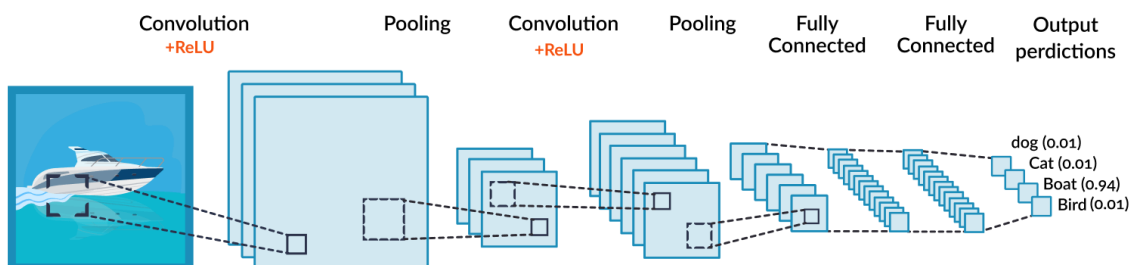 Convolution
+ReLU
Pooling
Convolution
+ReLU
Pooling
Fully
Connected
Fully
Connected
Output
perdictions
dog (0.01)
Cat (0.01)
Boat (0.94)
Bird (0.01)